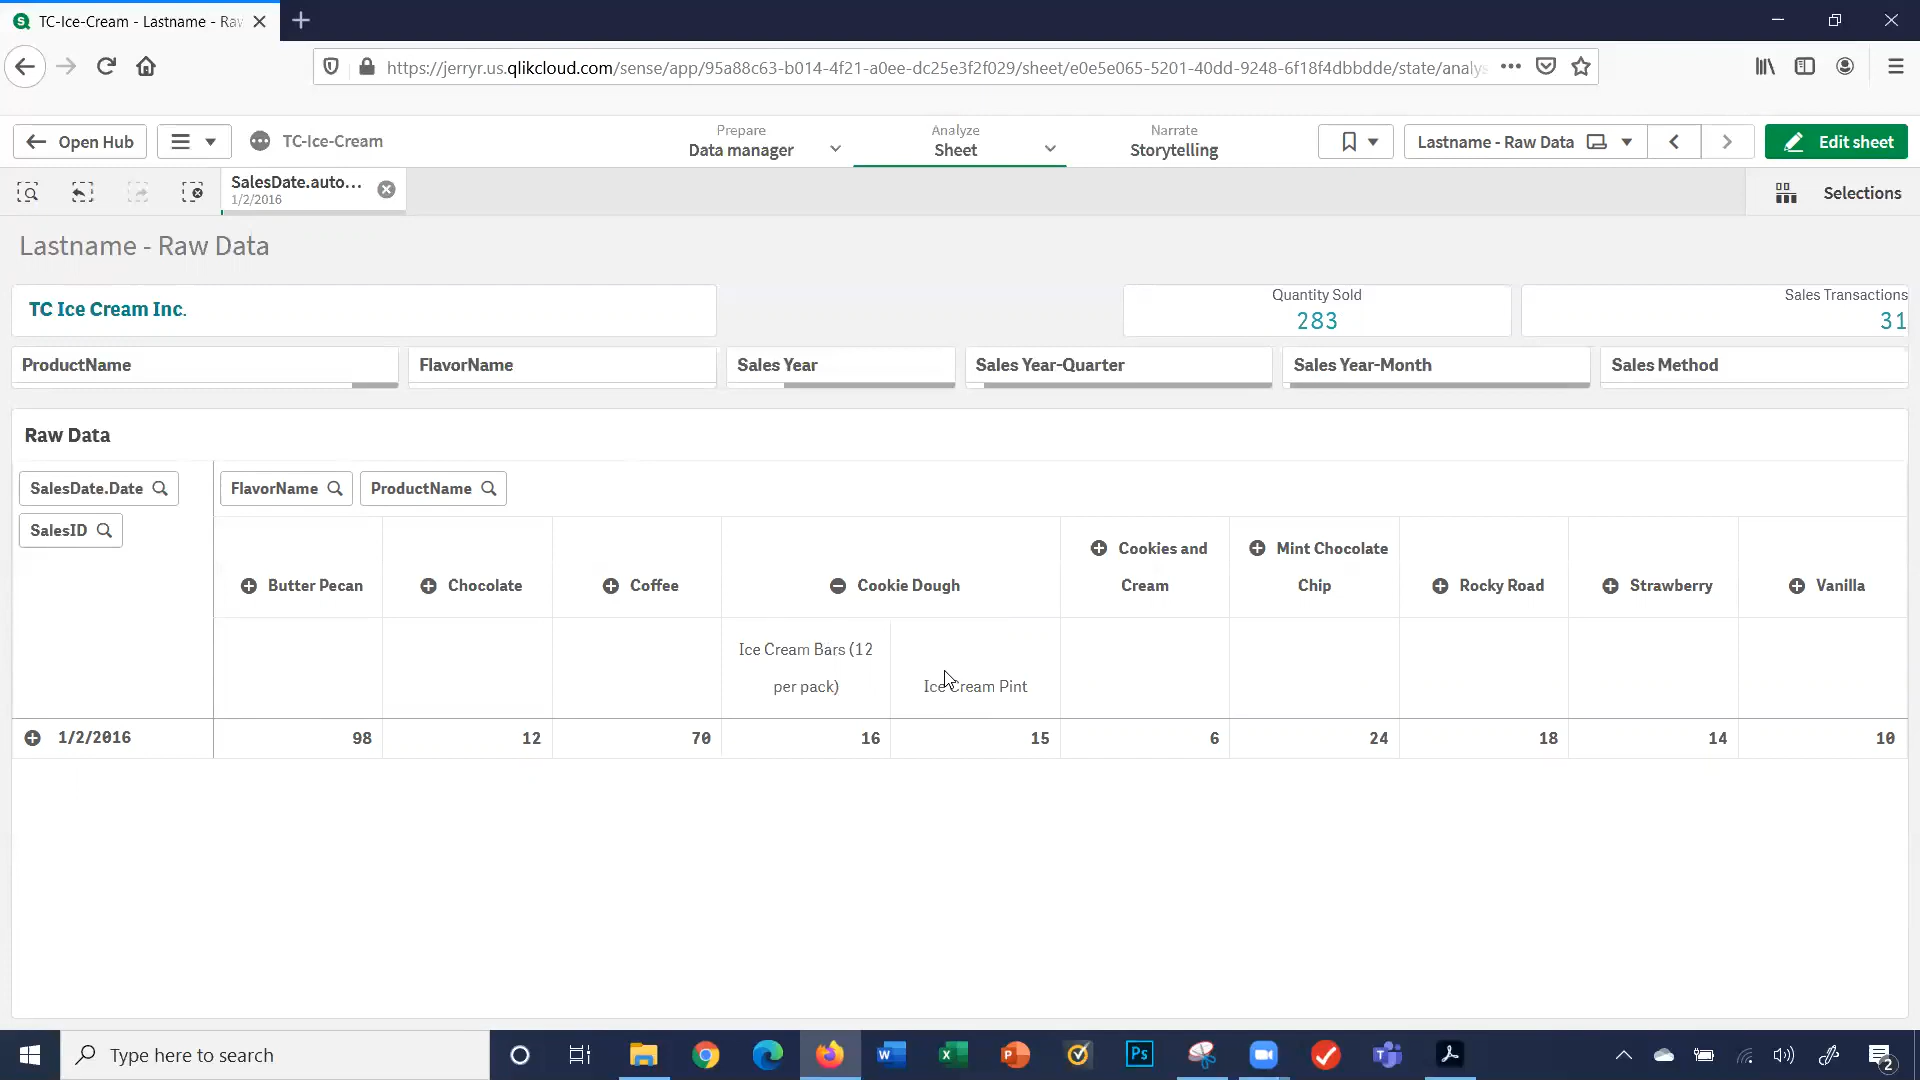 TC-Ice-Cream - Lastname - Raw
https://jerryr.us.qlikcloud.com/sense/app/95a88c63-b014-4f21-a0ee-dc25e3f2f029/sheet/e0e5e065-5201-40dd-9248-6f18f4dbbdde/state/analys
Open Hub
TC-Ice-Cream
Prepare
Data manager
Analyze
Sheet
Narrate
Storytelling
Lastname - Raw Data
Edit sheet
SalesDate.auto...
1/2/2016
Selections
Lastname - Raw Data
TC Ice Cream Inc.
Quantity Sold
283
Sales Transactions
31
ProductName FlavorName Sales Year Sales Year-Quarter Sales Year-Month Sales Method
Raw Data
SalesDate.Date FlavorName ProductName
SalesID
Butter Pecan Chocolate Coffee Cookie Dough
Cookies and
Cream
Mint Chocolate
Chip
Rocky Road Strawberry Vanilla
Ice Cream Bars (12
per pack)
Ice Cream Pint
1/2/2016 98 12 70 16 15 6 24 18 14 10
Type here to search
2